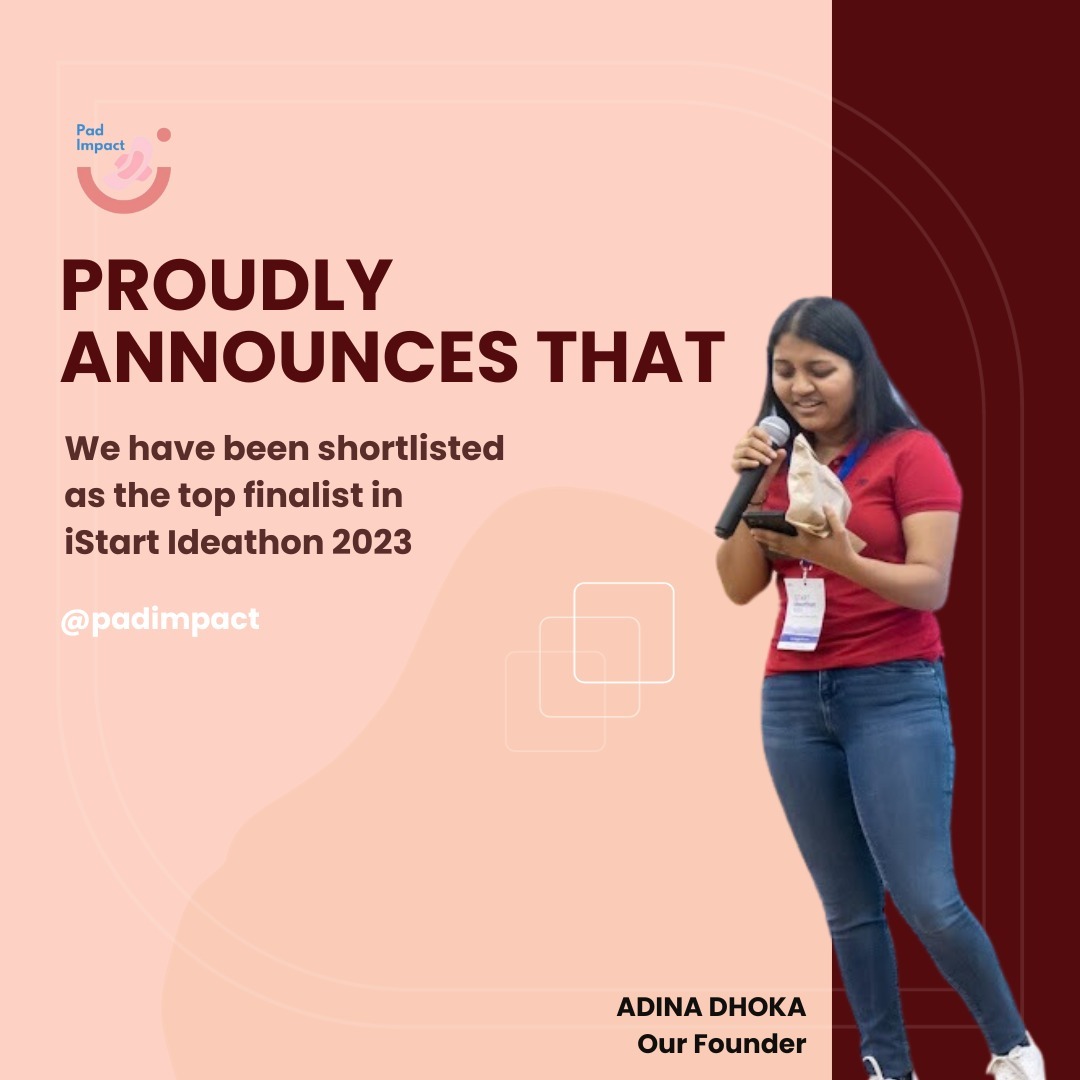 Pad
Impact
PROUDLY
ANNOUNCES THAT
We have been shortlisted
as the top finalist in
iStart Ideathon 2023
@padimpact
ADINA DHOKA
Our Founder